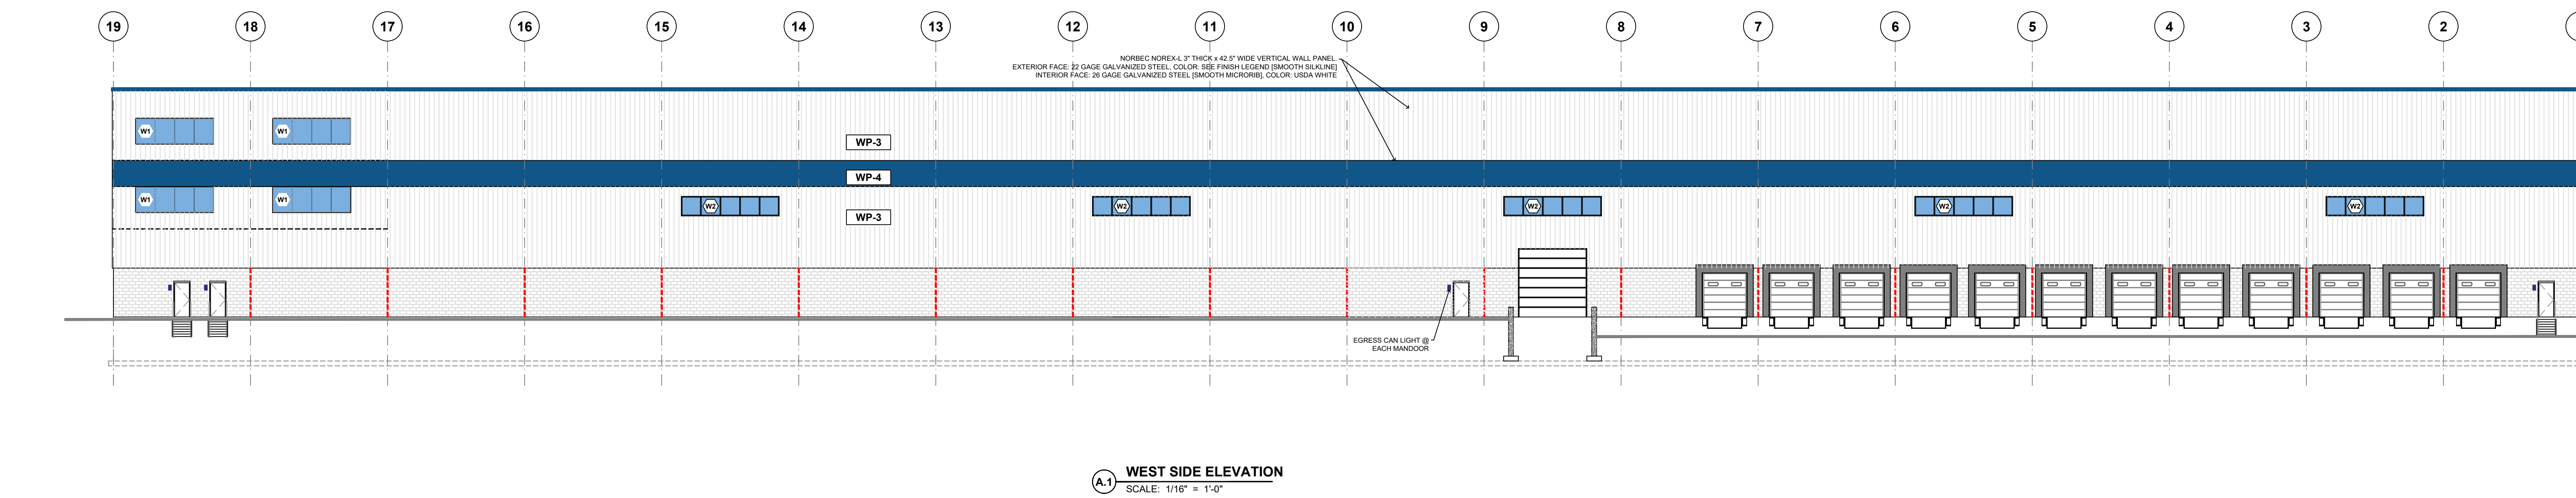 19 18 17 16 15 14 13 12 11 10 9 8 7 6 5 4 3 2
NORBEC NOREX-L 3" THICK x 42.5" WIDE VERTICAL WALL PANEL.
EXTERIOR FACE: 22 GAGE GALVANIZED STEEL, COLOR: SEE FINISH LEGEND [SMOOTH SILKLINE]
INTERIOR FACE: 26 GAGE GALVANIZED STEEL [SMOOTH MICRORIB], COLOR: USDA WHITE
W1 W1
WP-3
WP-4
W1 W1
W2 W2 W2 W2 W2
WP-3
EGRESS CAN LIGHT @
EACH MANDOOR
A.1
WEST SIDE ELEVATION
SCALE: 1/16" = 1'-0"